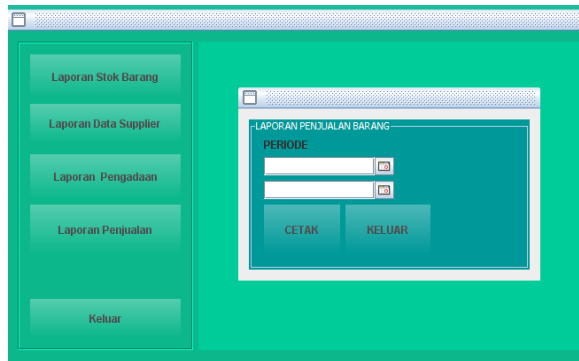 Laporan Stok Barang
Laporan Data Supplier
Laporan Pengadaan
Laporan Penjualan
Keluar
LAPORAN PENJUALAN BARANG
PERIODE
CETAK
KELUAR